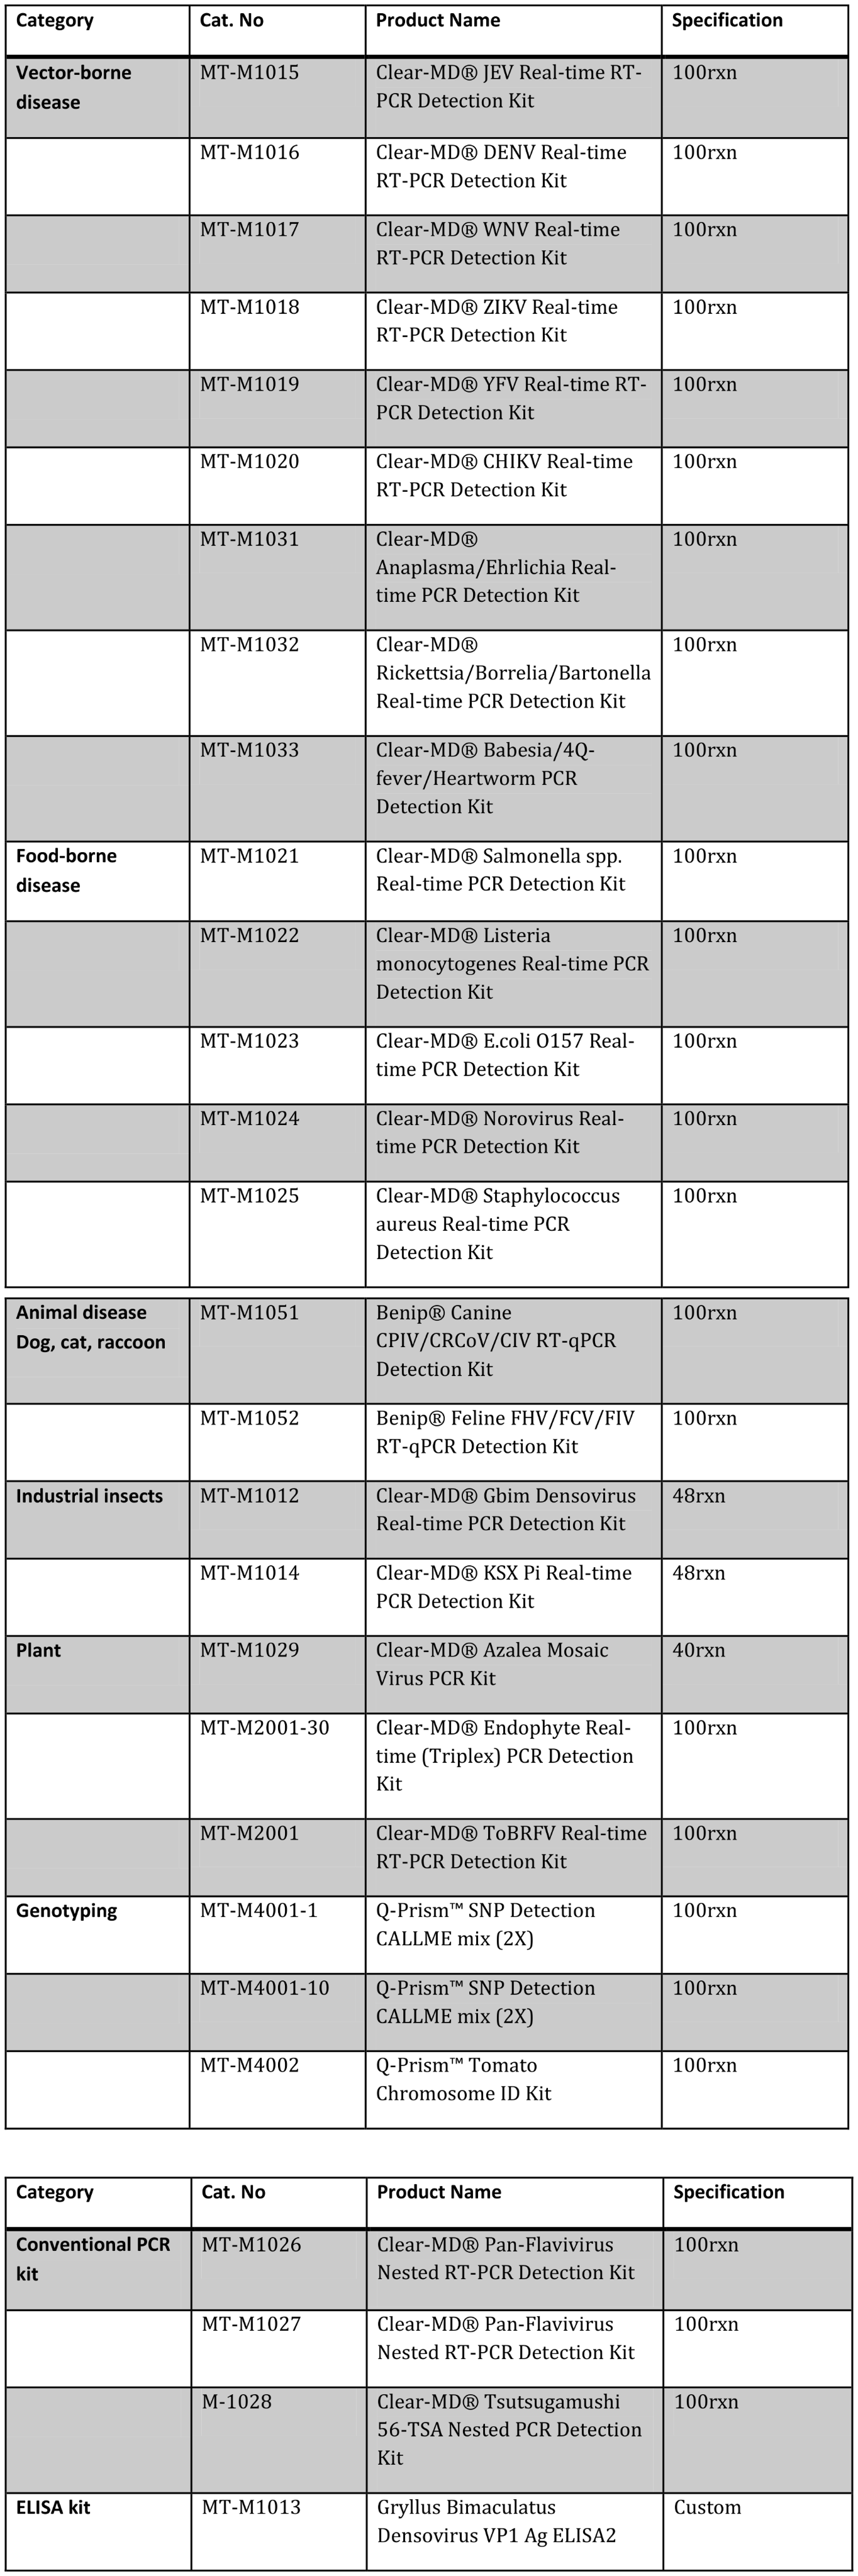 Category Cat. No Product Name Specification
Vector-borne MT-M1015 Clear-MD® JEV Real-time RT- 100rxn
disease PCR Detection Kit
MT-M1016 Clear-MD® DENV Real-time 100rxn
RT-PCR Detection Kit
MT-M1017 Clear-MD® WNV Real-time 100rxn
RT-PCR Detection Kit
MT-M1018 Clear-MD® ZIKV Real-time 100rxn
RT-PCR Detection Kit
MT-M1019 Clear-MD® YFV Real-time RT- 100rxn
PCR Detection Kit
MT-M1020 Clear-MD® CHIKV Real-time 100rxn
RT-PCR Detection Kit
MT-M1031 Clear-MD® 100rxn
Anaplasma/Ehrlichia Real-
time PCR Detection Kit
MT-M1032 Clear-MD® 100rxn
Rickettsia/Borrelia/Bartonella
Real-time PCR Detection Kit
MT-M1033 Clear-MD® Babesia/4Q- 100rxn
fever/Heartworm PCR
Detection Kit
Food-borne MT-M1021 Clear-MD® Salmonella spp. 100rxn
disease Real-time PCR Detection Kit
MT-M1022 Clear-MD® Listeria 100rxn
monocytogenes Real-time PCR
Detection Kit
MT-M1023 Clear-MD® E.coli O157 Real- 100rxn
time PCR Detection Kit
MT-M1024 Clear-MD® Norovirus Real- 100rxn
time PCR Detection Kit
MT-M1025 Clear-MD® Staphylococcus 100rxn
aureus Real-time PCR
Detection Kit
Animal disease MT-M1051 Benip® Canine 100rxn
Dog, cat, raccoon CPIV/CRCoV/CIV RT-qPCR
Detection Kit
MT-M1052 Benip® Feline FHV/FCV/FIV 100rxn
RT-qPCR Detection Kit
Industrial insects MT-M1012 Clear-MD® Gbim Densovirus 48rxn
Real-time PCR Detection Kit
MT-M1014 Clear-MD® KSX Pi Real-time 48rxn
PCR Detection Kit
Plant MT-M1029 Clear-MD® Azalea Mosaic 40rxn
Virus PCR Kit
MT-M2001-30 Clear-MD® Endophyte Real- 100rxn
time (Triplex) PCR Detection
Kit
MT-M2001 Clear-MD® ToBRFV Real-time 100rxn
RT-PCR Detection Kit
Genotyping MT-M4001-1 Q-Prism™ SNP Detection 100rxn
CALLME mix (2X)
MT-M4001-10 Q-Prism™ SNP Detection 100rxn
CALLME mix (2X)
MT-M4002 Q-Prism™ Tomato 100rxn
Chromosome ID Kit
Category Cat. No Product Name Specification
Conventional PCR MT-M1026 Clear-MD® Pan-Flavivirus 100rxn
kit Nested RT-PCR Detection Kit
MT-M1027 Clear-MD® Pan-Flavivirus 100rxn
Nested RT-PCR Detection Kit
M-1028 Clear-MD® Tsutsugamushi 100rxn
56-TSA Nested PCR Detection
Kit
ELISA kit MT-M1013 Gryllus Bimaculatus Custom
Densovirus VP1 Ag ELISA2